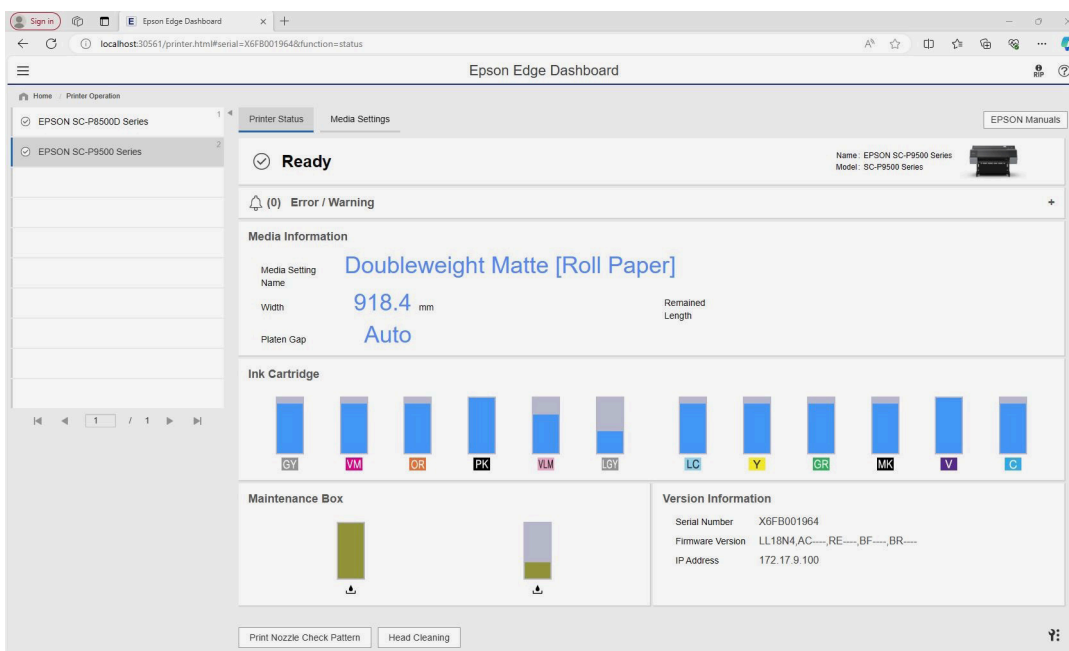 Sign in
E Epson Edge Dashboard
localhost:30561/printer.html#serial=X6FB001964&function=status
Epson Edge Dashboard
RIP
Home / Printer Operation
EPSON SC-P8500D Series 1
EPSON SC-P9500 Series 2
1 / 1
Printer Status Media Settings
EPSON Manuals
Ready
Name: EPSON SC-P9500 Series
Model: SC-P9500 Series
(0) Error / Warning +
Media Information
Media Setting Name
Doubleweight Matte [Roll Paper]
Width 918.4 mm
Remained Length
Platen Gap Auto
Ink Cartridge
GY VM OR PK VLM LGY LC Y GR MK V C
Maintenance Box
Version Information
Serial Number X6FB001964
Firmware Version LL18N4,AC----,RE----,BF----,BR----
IP Address 172.17.9.100
Print Nozzle Check Pattern Head Cleaning